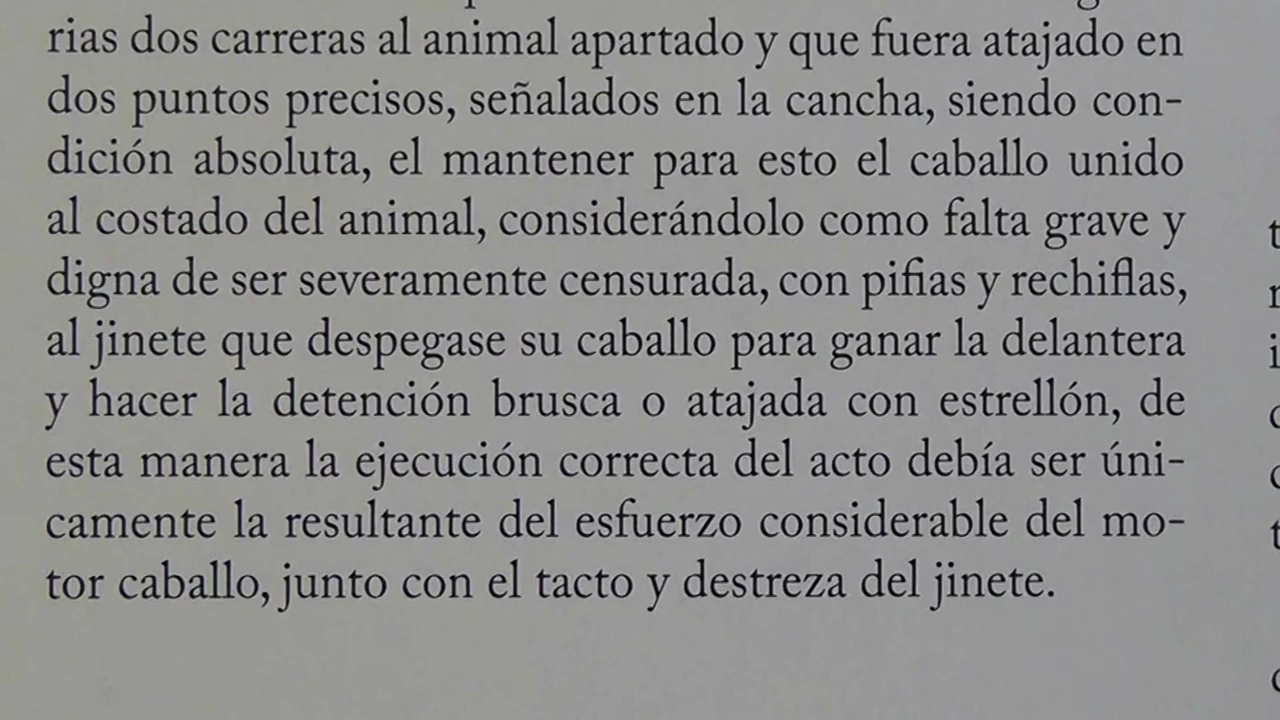 rias dos carreras al animal apartado y que fuera atajado en
dos puntos precisos, señalados en la cancha, siendo con-
dición absoluta, el mantener para esto el caballo unido
al costado del animal, considerándolo como falta grave y
digna de ser severamente censurada, con pifias y rechiflas,
al jinete que despegase su caballo para ganar la delantera
y hacer la detención brusca o atajada con estrellón, de
esta manera la ejecución correcta del acto debía ser úni-
camente la resultante del esfuerzo considerable del mo-
tor caballo, junto con el tacto y destreza del jinete.